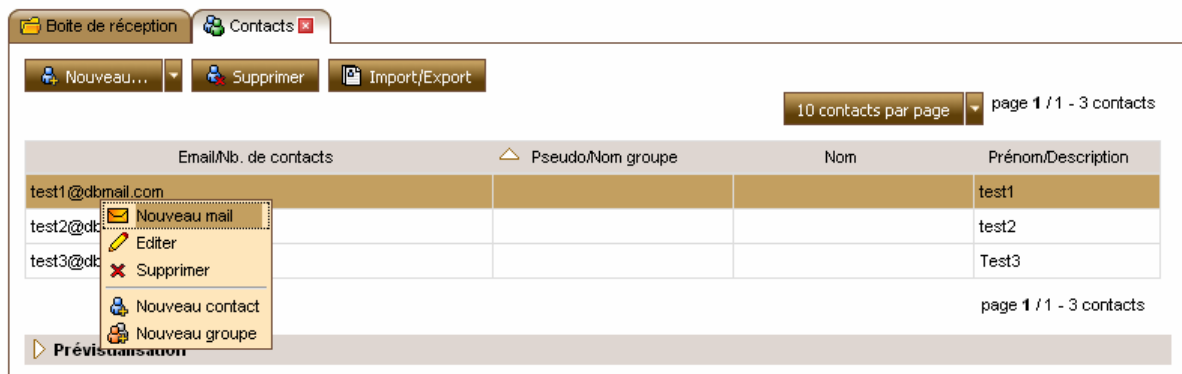 Boite de réception Contacts
Nouveau... Supprimer Import/Export
10 contacts par page page 1 / 1 - 3 contacts
Email/Nb. de contacts Pseudo/Nom groupe Nom Prénom/Description
test1@dbmail.com test1
Nouveau mail
test2@db test2
Editer
test3@db Test3
Supprimer
Nouveau contact page 1 / 1 - 3 contacts
Nouveau groupe
Prévisualisation